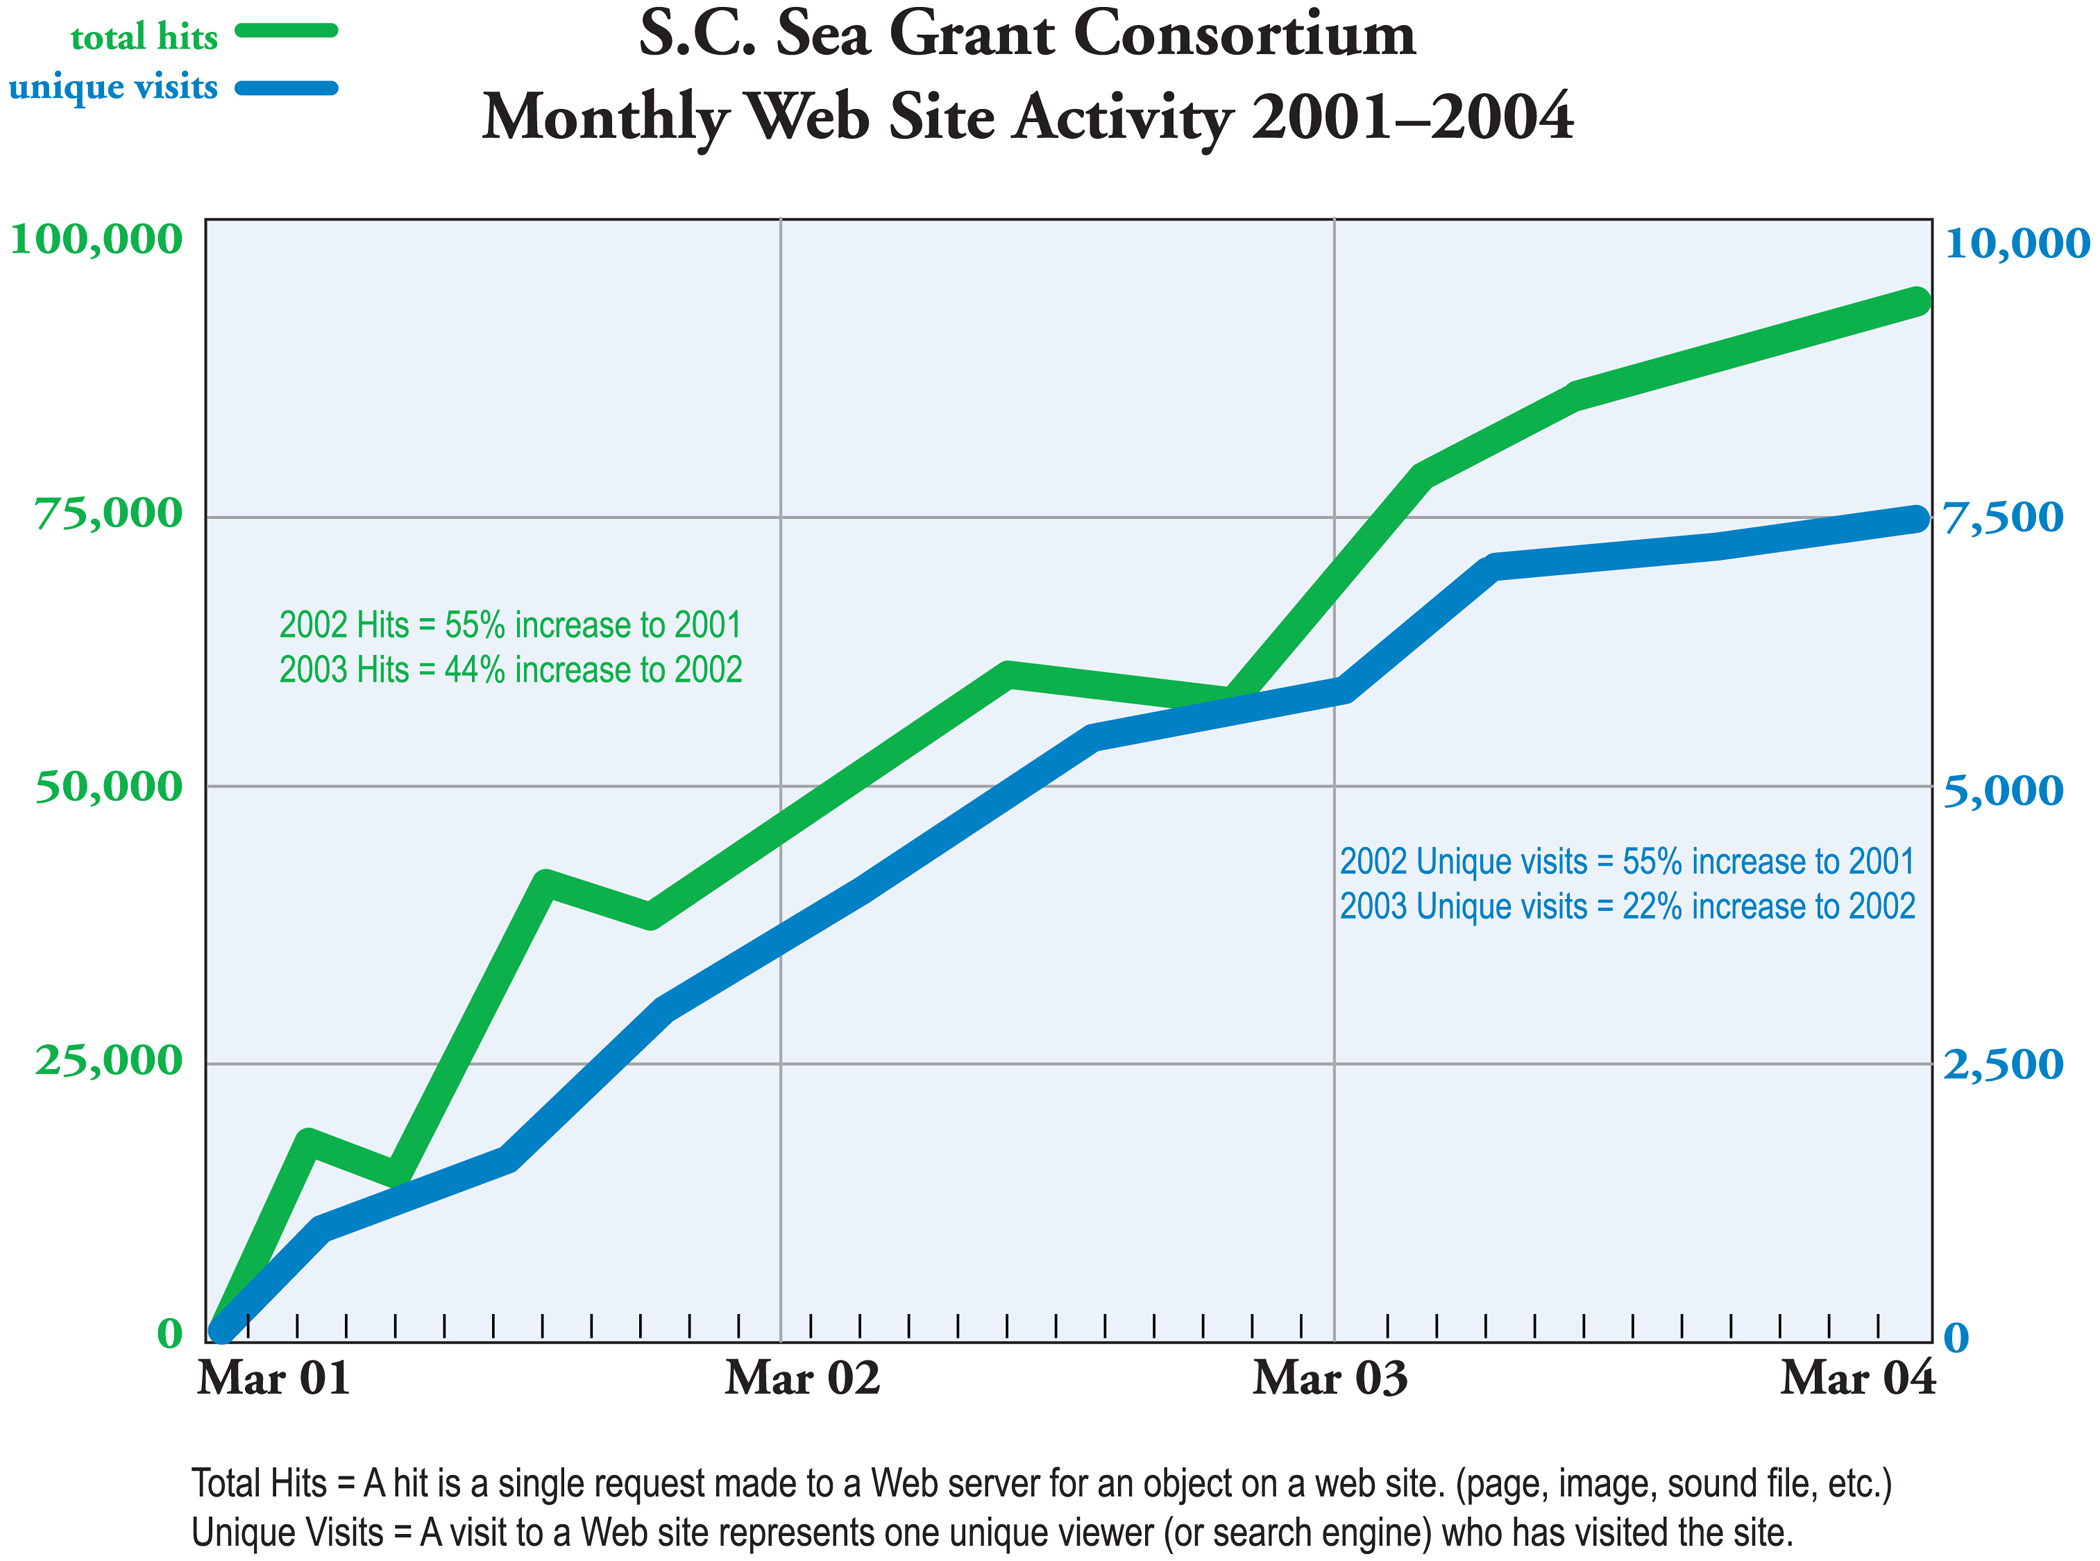 total hits
unique visits
S.C. Sea Grant Consortium
Monthly Web Site Activity 2001–2004
100,000
10,000
75,000
7,500
2002 Hits = 55% increase to 2001
2003 Hits = 44% increase to 2002
50,000
5,000
2002 Unique visits = 55% increase to 2001
2003 Unique visits = 22% increase to 2002
25,000
2,500
0
0
Mar 01 Mar 02 Mar 03 Mar 04
Total Hits = A hit is a single request made to a Web server for an object on a web site. (page, image, sound file, etc.)
Unique Visits = A visit to a Web site represents one unique viewer (or search engine) who has visited the site.